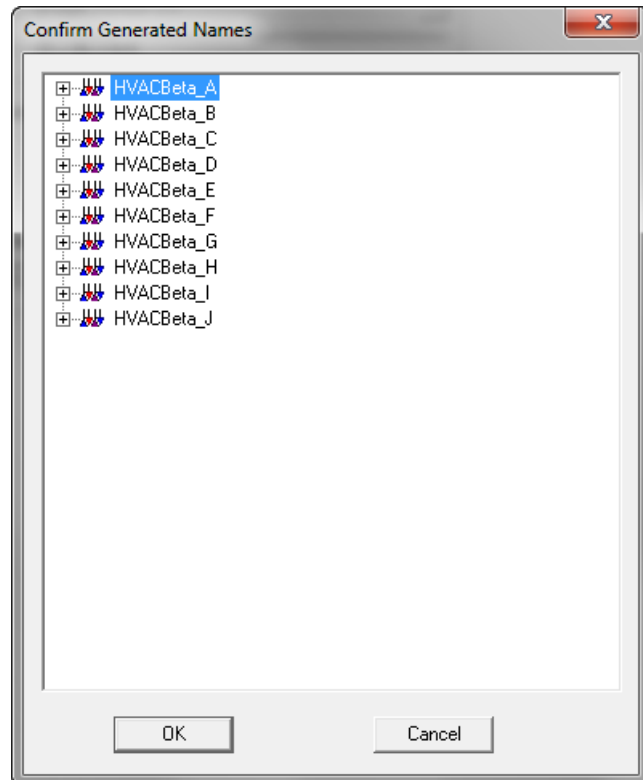 Confirm Generated Names
HVACBeta_A
HVACBeta_B
HVACBeta_C
HVACBeta_D
HVACBeta_E
HVACBeta_F
HVACBeta_G
HVACBeta_H
HVACBeta_I
HVACBeta_J
OK Cancel